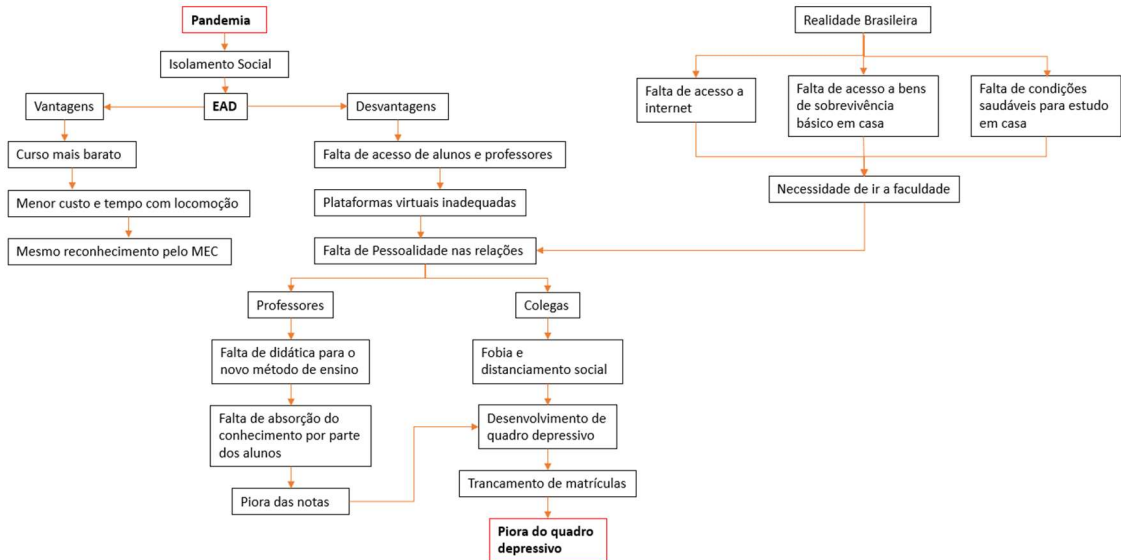 Pandemia
Isolamento Social
Vantagens
EAD
Desvantagens
Curso mais barato
Menor custo e tempo com locomoção
Mesmo reconhecimento pelo MEC
Falta de acesso de alunos e professores
Plataformas virtuais inadequadas
Falta de Pessoalidade nas relações
Realidade Brasileira
Falta de acesso a
internet
Falta de acesso a bens
de sobrevivência
básico em casa
Falta de condições
saudáveis para estudo
em casa
Necessidade de ir a faculdade
Professores
Falta de didática para o
novo método de ensino
Falta de absorção do
conhecimento por parte
dos alunos
Piora das notas
Colegas
Fobia e
distanciamento social
Desenvolvimento de
quadro depressivo
Trancamento de matrículas
Piora do quadro
depressivo